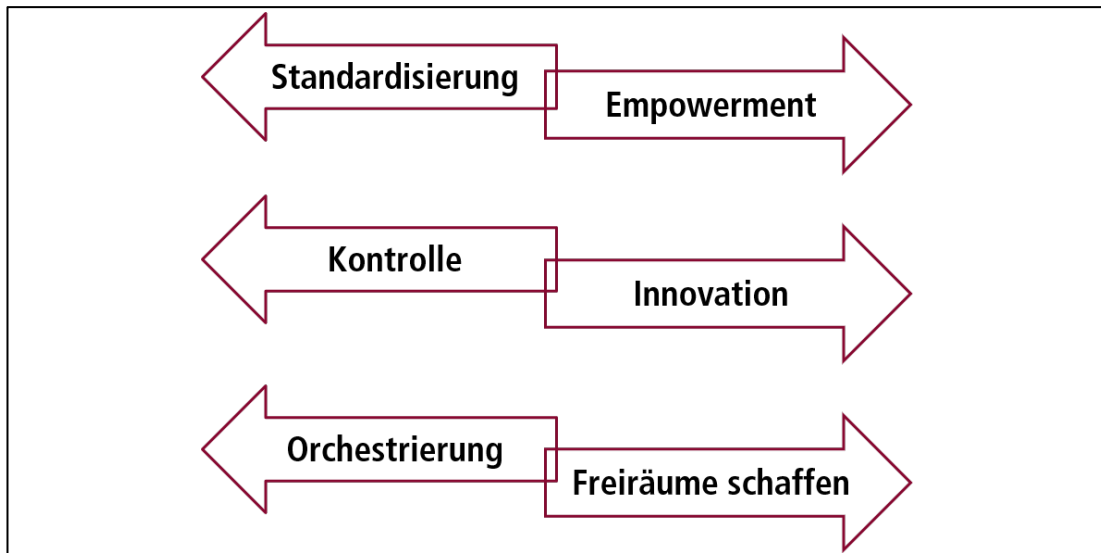 Standardisierung
Empowerment
Kontrolle
Innovation
Orchestrierung
Freiräume schaffen